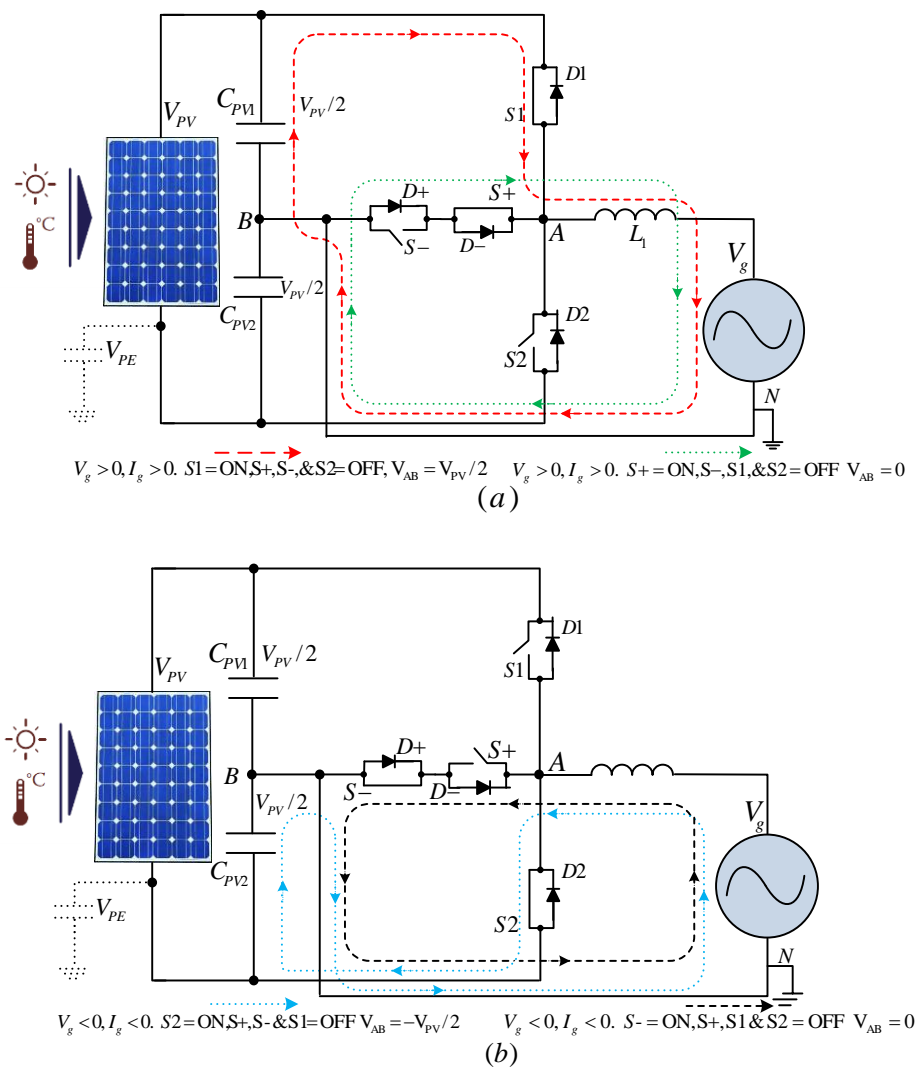 D1
C_PV1
V_PV/2
V_PV
S1
°C
D+
S+
B
S−
D−
A
L_1
V_g
V_PV/2
C_PV2
D2
S2
V_PE
N
V_g > 0, I_g > 0. S1=ON,S+,S-,&S2=OFF, V_AB = V_PV/2
V_g > 0, I_g > 0. S+=ON,S−,S1,&S2=OFF V_AB = 0
(a)
D1
C_PV1
V_PV/2
S1
V_PV
°C
D+
S+
B
A
S−
D−
V_PV/2
V_g
C_PV2
D2
S2
V_PE
N
V_g < 0, I_g < 0. S2=ON,S+,S-&S1=OFF V_AB = −V_PV/2
V_g < 0, I_g < 0. S-=ON,S+,S1&S2=OFF V_AB = 0
(b)